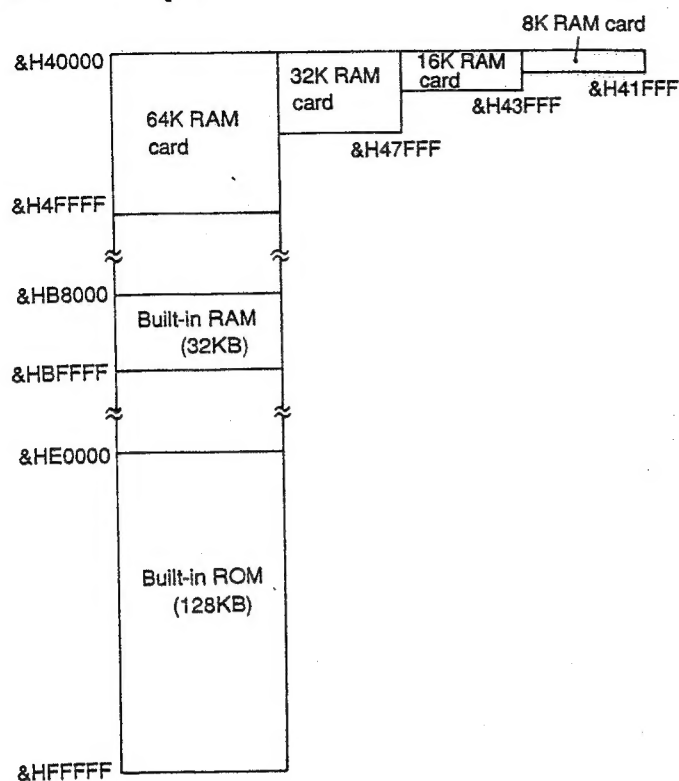 8K RAM card
&H40000
64K RAM
card
32K RAM
card
16K RAM
card
&H41FFF
&H43FFF
&H47FFF
&H4FFFF
&HB8000
Built-in RAM
(32KB)
&HBFFFF
&HE0000
Built-in ROM
(128KB)
&HFFFFF